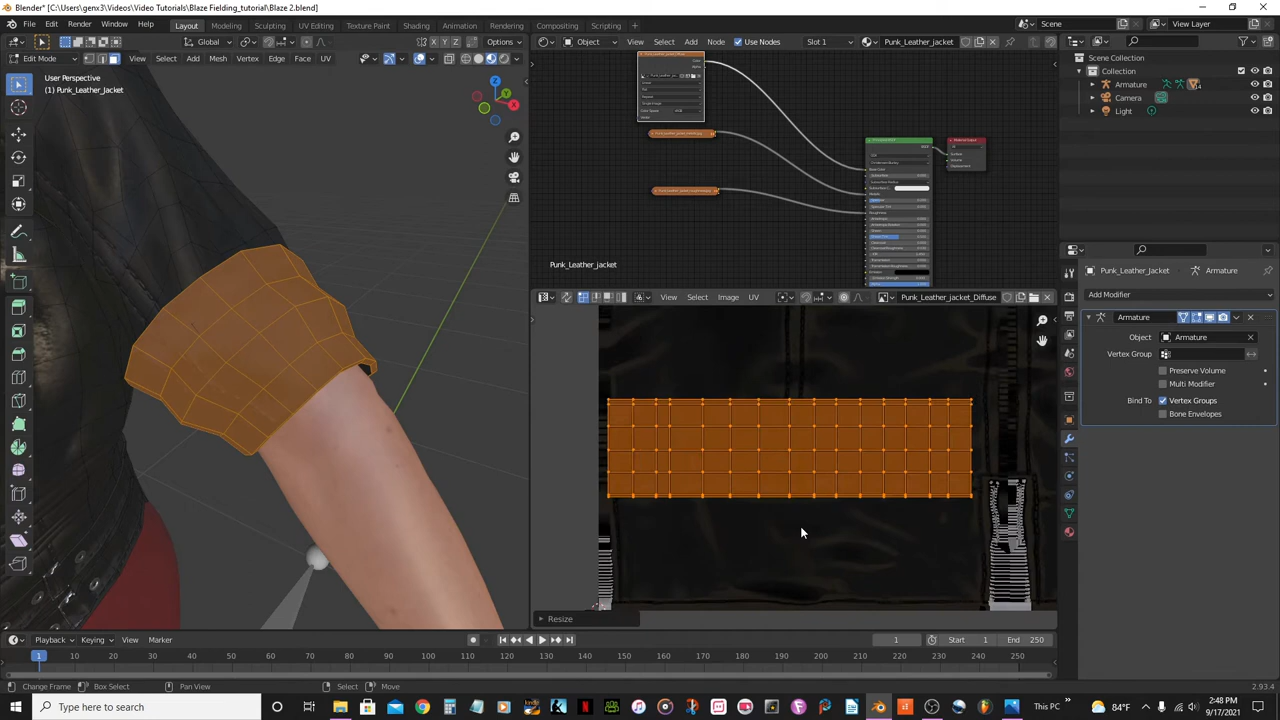 Blender* [C:\Users\genx3\Videos\Video Tutorials\Blaze Fielding_tutorial\Blaze 2.blend]
File Edit Render Window Help Layout Modeling Sculpting UV Editing Texture Paint Shading Animation Rendering Compositing Scripting Scene View Layer
Global Options Object View Select Add Node Use Nodes Slot 1 Punk_Leather_jacket
Edit Mode View Select Add Mesh Vertex Edge Face UV
User Perspective
(1) Punk_Leather_Jacket
Scene Collection
Collection
Armature
Camera
Light
Punk_Leather_jacket
View Select Image UV Punk_Leather_jacket_Diffuse
Punk_Leather_Jacket Armature
Add Modifier
Armature
Object Armature
Vertex Group
Preserve Volume
Multi Modifier
Bind To Vertex Groups
Bone Envelopes
Resize
Playback Keying View Marker 1 Start 1 End 250
1 10 20 30 40 50 60 70 80 90 100 110 120 130 140 150 160 170 180 190 200 210 220 230 240 250
Change Frame Box Select Pan View Select Move 2.93.4
Type here to search This PC 84°F 2:48 PM
9/17/2021